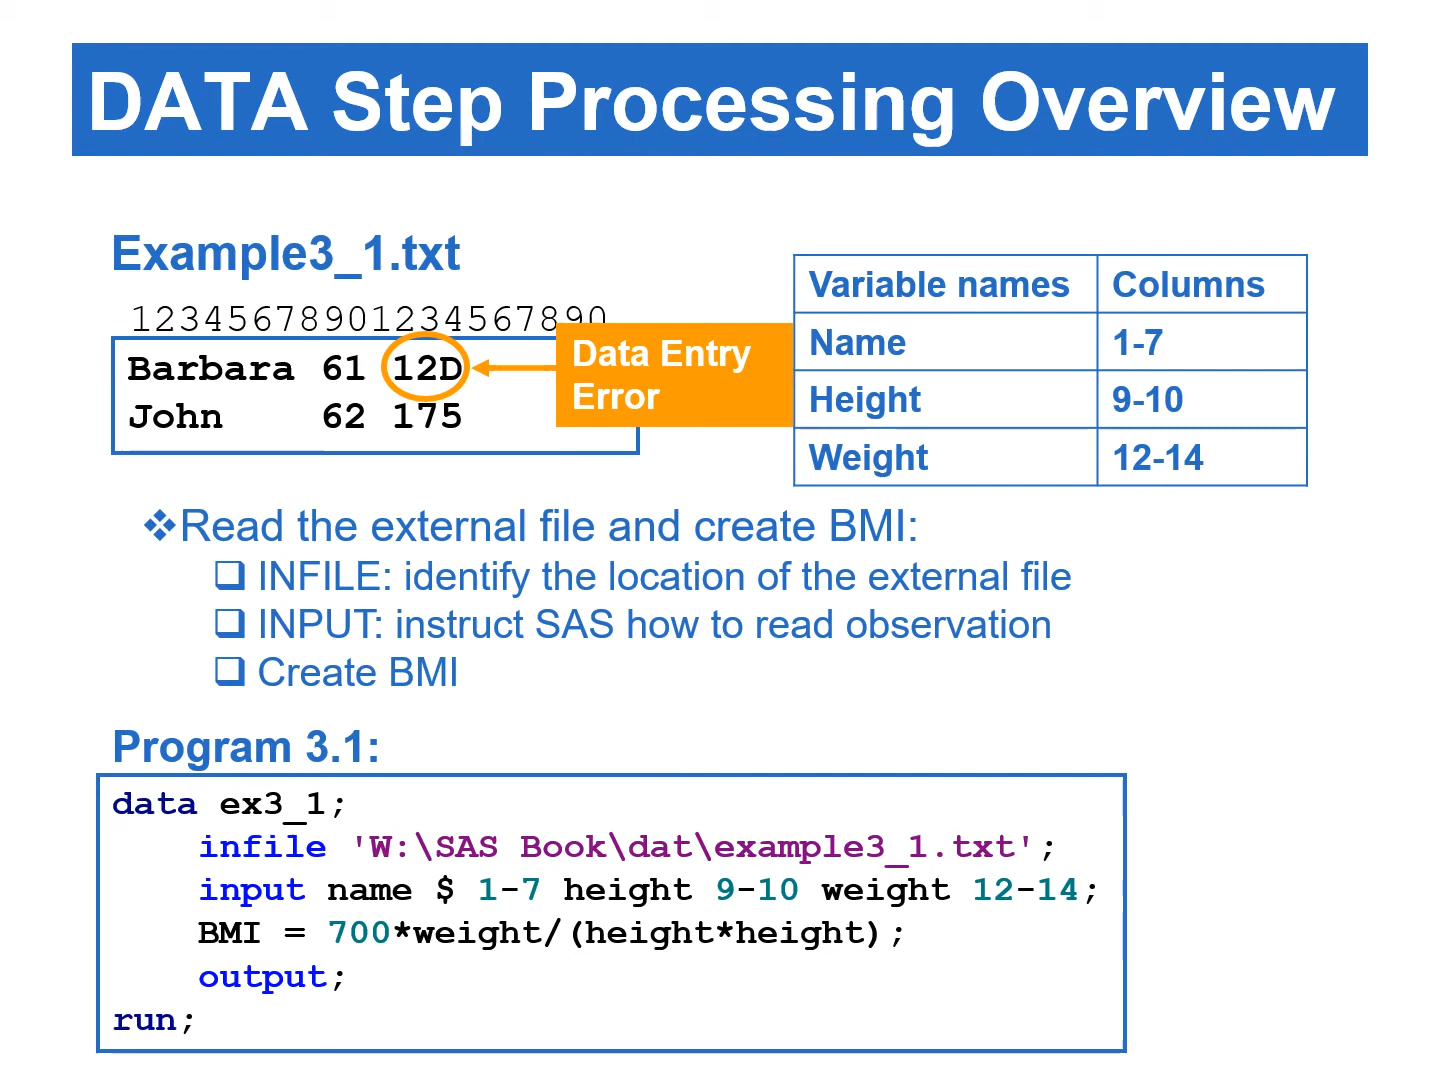 DATA Step Processing Overview
Example3_1.txt
12345678901234567890
Barbara 61 12D
John 62 175
Data Entry
Error
Variable names Columns
Name 1-7
Height 9-10
Weight 12-14
❖Read the external file and create BMI:
❑ INFILE: identify the location of the external file
❑ INPUT: instruct SAS how to read observation
❑ Create BMI
Program 3.1:
data ex3_1;
infile 'W:\SAS Book\dat\example3_1.txt';
input name $ 1-7 height 9-10 weight 12-14;
BMI = 700*weight/(height*height);
output;
run;